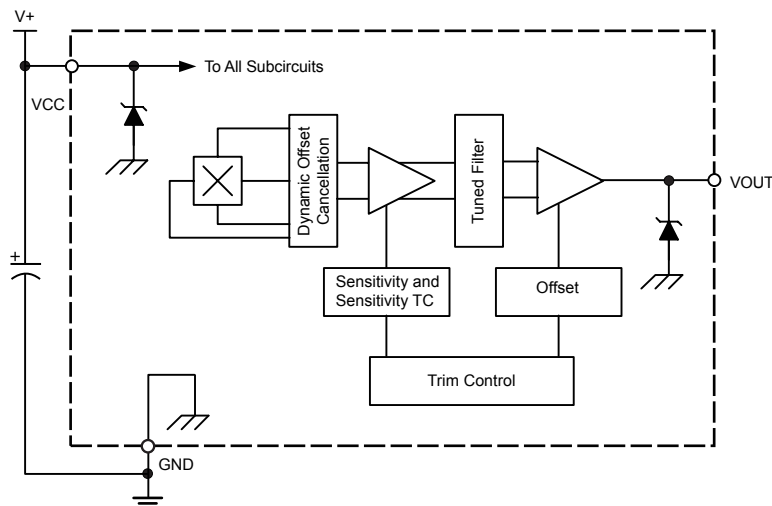 V+
To All Subcircuits
VCC
Dynamic Offset
Cancellation
Tuned Filter
VOUT
+
Sensitivity and
Sensitivity TC
Offset
Trim Control
GND